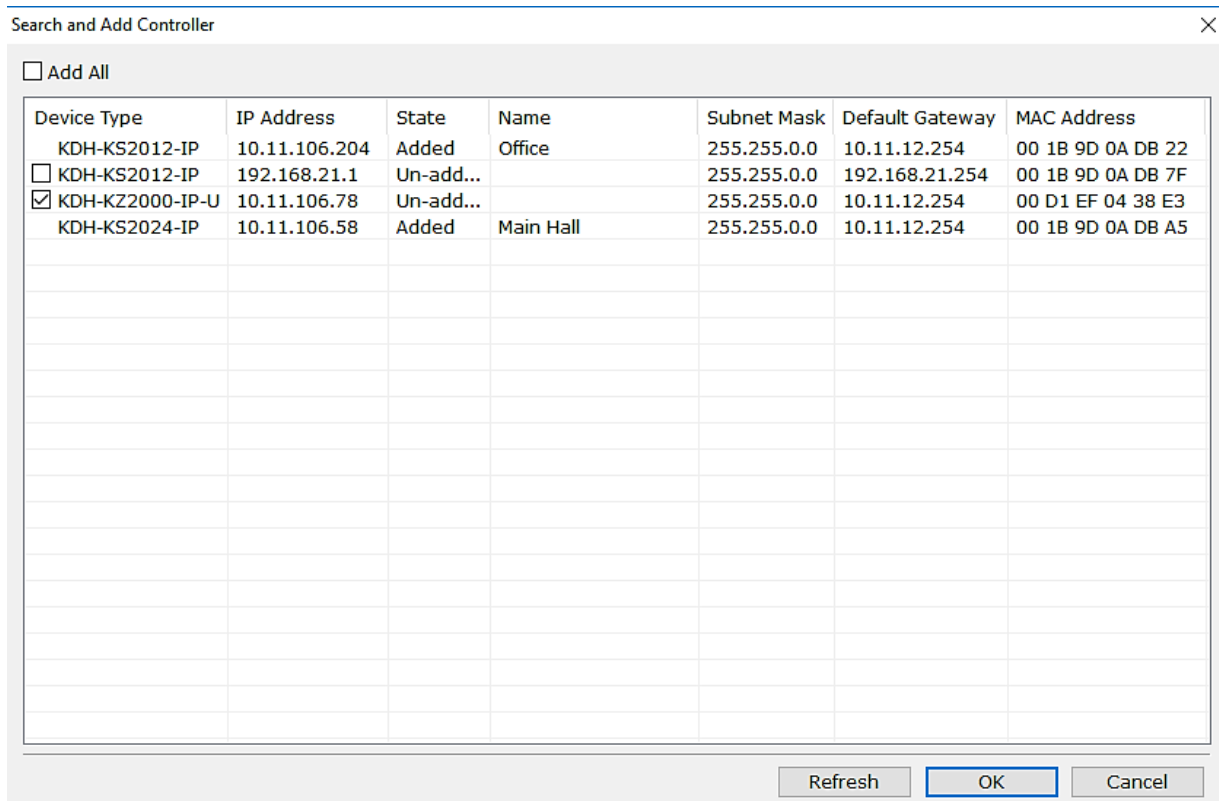 Search and Add Controller
Add All
Device Type IP Address State Name Subnet Mask Default Gateway MAC Address
KDH-KS2012-IP 10.11.106.204 Added Office 255.255.0.0 10.11.12.254 00 1B 9D 0A DB 22
KDH-KS2012-IP 192.168.21.1 Un-add... 255.255.0.0 192.168.21.254 00 1B 9D 0A DB 7F
KDH-KZ2000-IP-U 10.11.106.78 Un-add... 255.255.0.0 10.11.12.254 00 D1 EF 04 38 E3
KDH-KS2024-IP 10.11.106.58 Added Main Hall 255.255.0.0 10.11.12.254 00 1B 9D 0A DB A5
Refresh OK Cancel